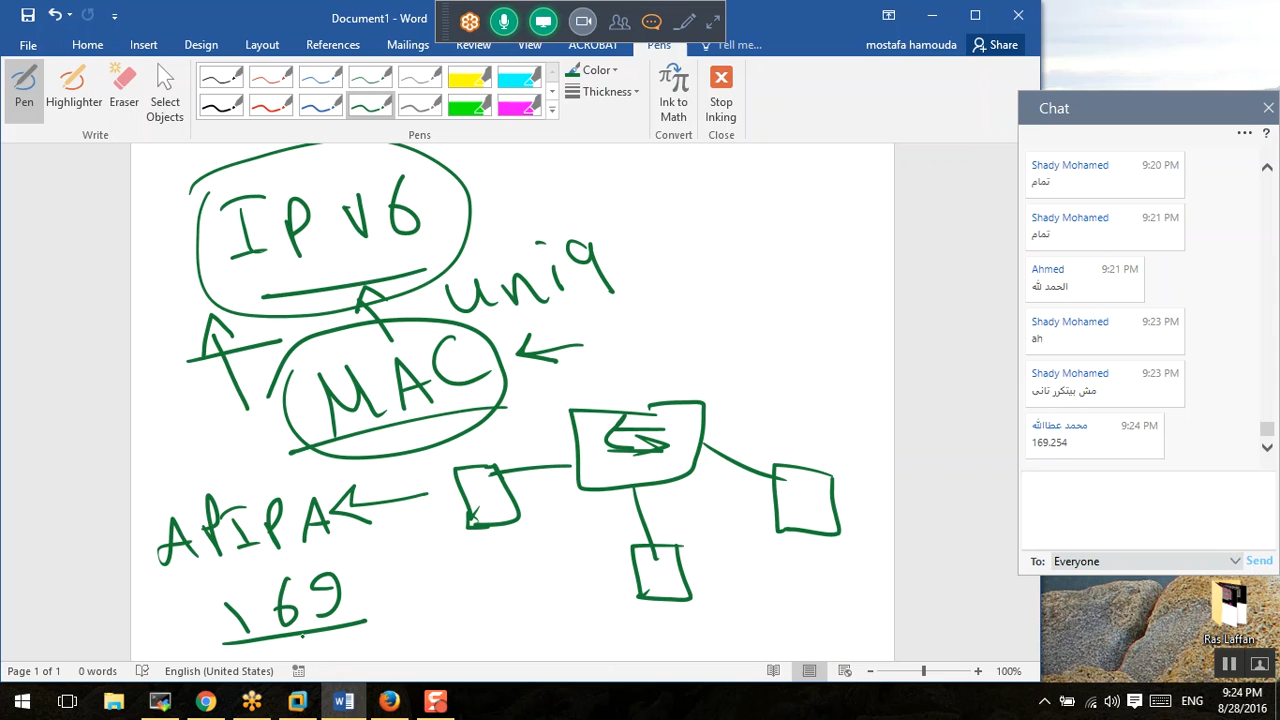 Document1 - Word
File
Home
Insert
Design
Layout
References
Mailings
Review
View
ACROBAT
Pens
Tell me...
mostafa hamouda
Share
Pen
Highlighter
Eraser
Select
Objects
Color
Thickness
Ink to
Math
Stop
Inking
Write
Pens
Convert
Close
IPv6
uniq
MAC
APIPA
169
Chat
Shady Mohamed 9:20 PM
تمام
Shady Mohamed 9:21 PM
تمام
Ahmed 9:21 PM
الحمد لله
Shady Mohamed 9:23 PM
ah
Shady Mohamed 9:23 PM
مش بيتكرر تانى
محمد عطاالله 9:24 PM
169.254
To: Everyone
Send
Ras Laffan
Page 1 of 1
0 words
English (United States)
100%
ENG
9:24 PM
8/28/2016